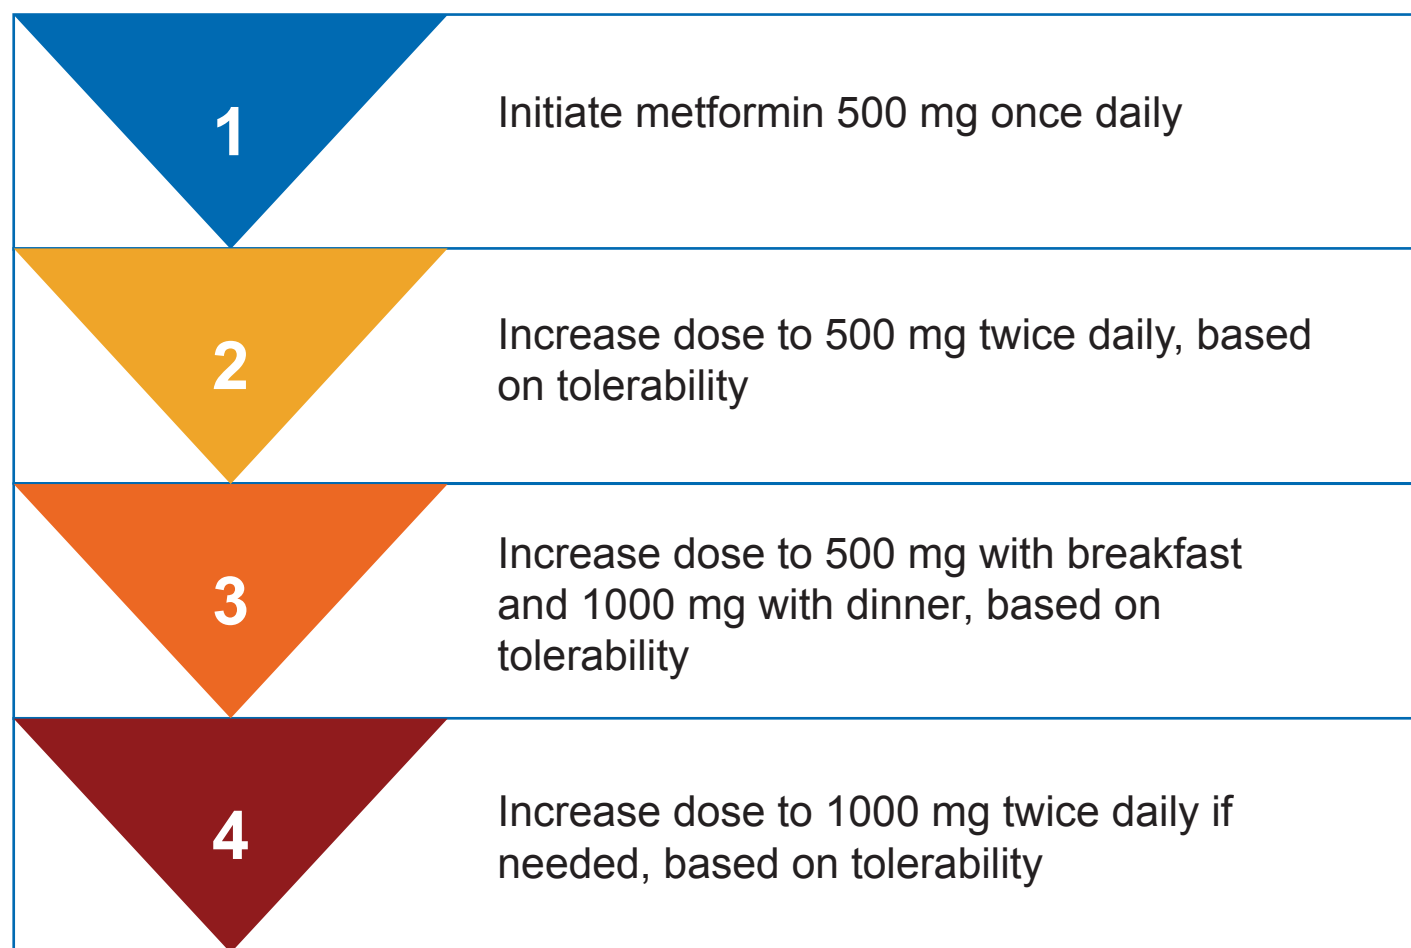 1
Initiate metformin 500 mg once daily
2
Increase dose to 500 mg twice daily, based
on tolerability
3
Increase dose to 500 mg with breakfast
and 1000 mg with dinner, based on
tolerability
4
Increase dose to 1000 mg twice daily if
needed, based on tolerability